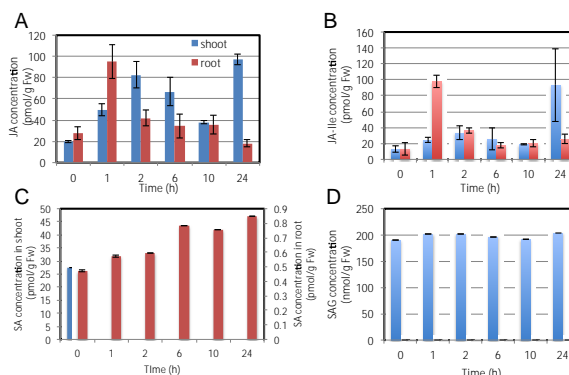 A
JA concentration
(pmol/g Fw)
120
100
80
60
40
20
0
shoot
root
0 1 2 6 10 24
Time (h)
B
JA-Ile concentration
(pmol/g Fw)
160
140
120
100
80
60
40
20
0
0 1 2 6 10 24
Time (h)
C
SA concentration in shoot
(pmol/g Fw)
50
45
40
35
30
25
20
15
10
5
0
0.9
0.8
0.7
0.6
0.5
0.4
0.3
0.2
0.1
0
SA concentration in root
(pmol/g Fw)
0 1 2 6 10 24
TIme (h)
D
SAG concentration
(nmol/g Fw)
250
200
150
100
50
0
0 1 2 6 10 24
Time (h)